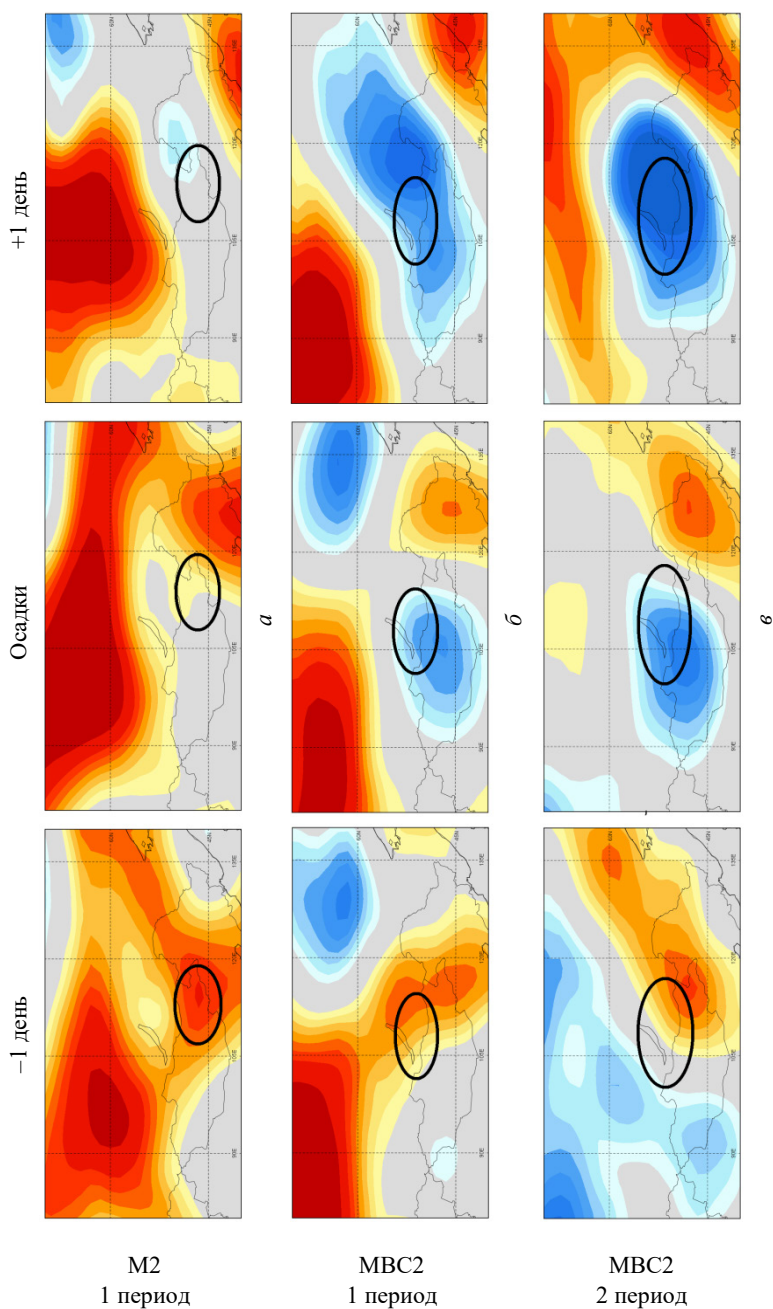 +1 день
Осадки
а
б
в
–1 день
М2
1 период
МВС2
1 период
МВС2
2 период